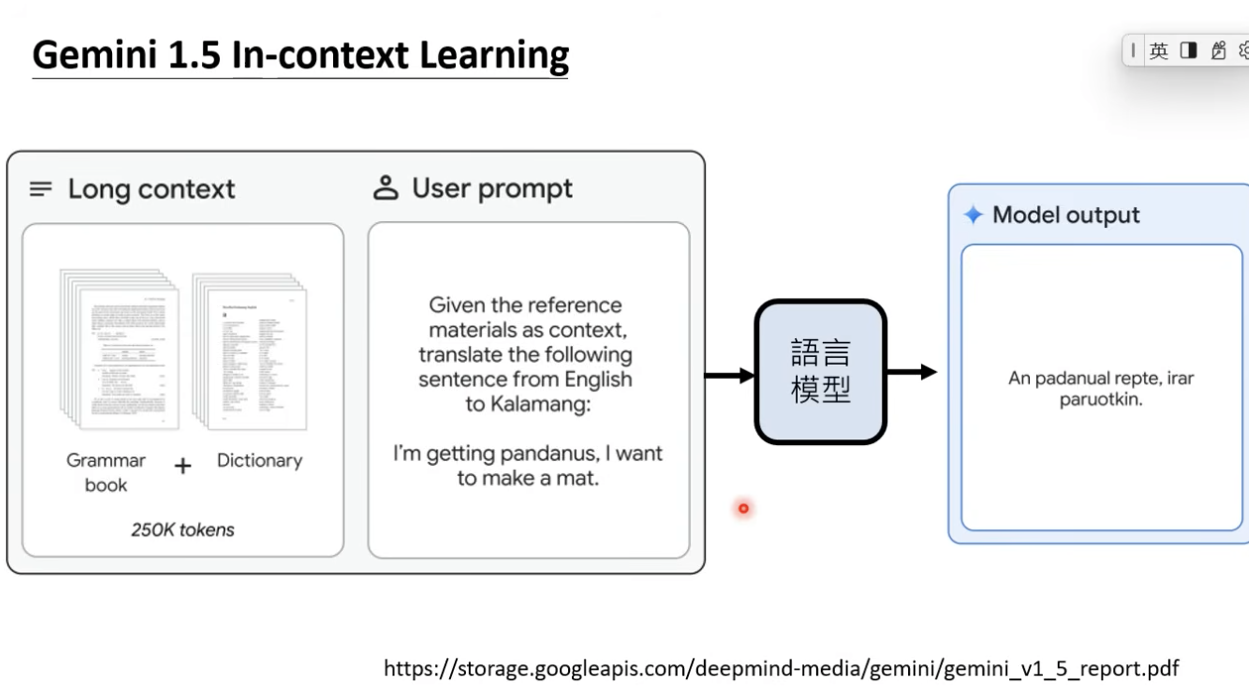 Gemini 1.5 In-context Learning
英
Long context
User prompt
Grammar
book
+
Dictionary
250K tokens
Given the reference
materials as context,
translate the following
sentence from English
to Kalamang:
I'm getting pandanus, I want
to make a mat.
語言
模型
Model output
An padanual repte, irar
paruotkin.
https://storage.googleapis.com/deepmind-media/gemini/gemini_v1_5_report.pdf